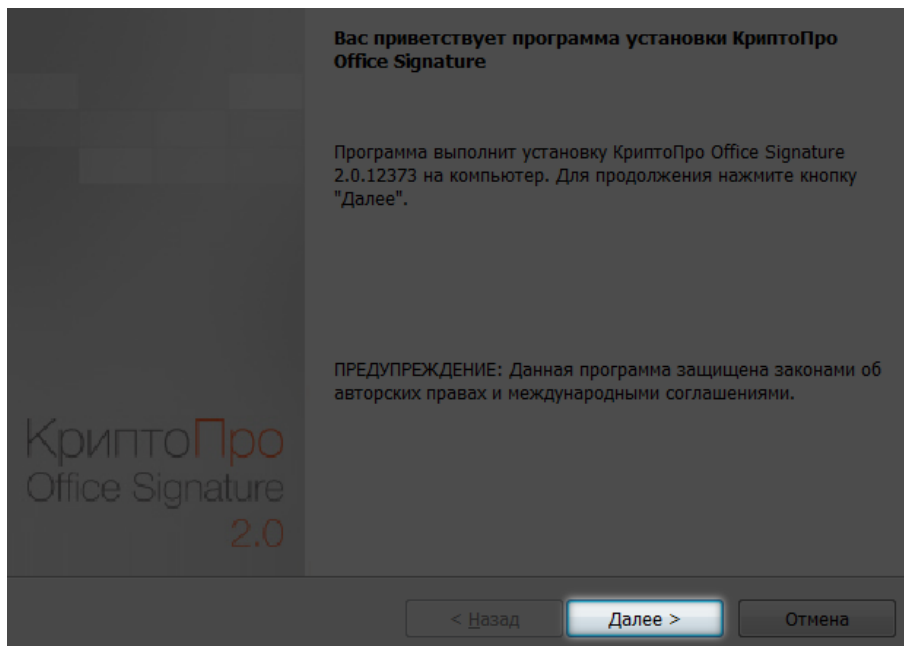 Вас приветствует программа установки КриптоПро
Office Signature
Программа выполнит установку КриптоПро Office Signature
2.0.12373 на компьютер. Для продолжения нажмите кнопку
"Далее".
ПРЕДУПРЕЖДЕНИЕ: Данная программа защищена законами об
авторских правах и международными соглашениями.
КриптоПро
Office Signature
2.0
< Назад
Далее >
Отмена